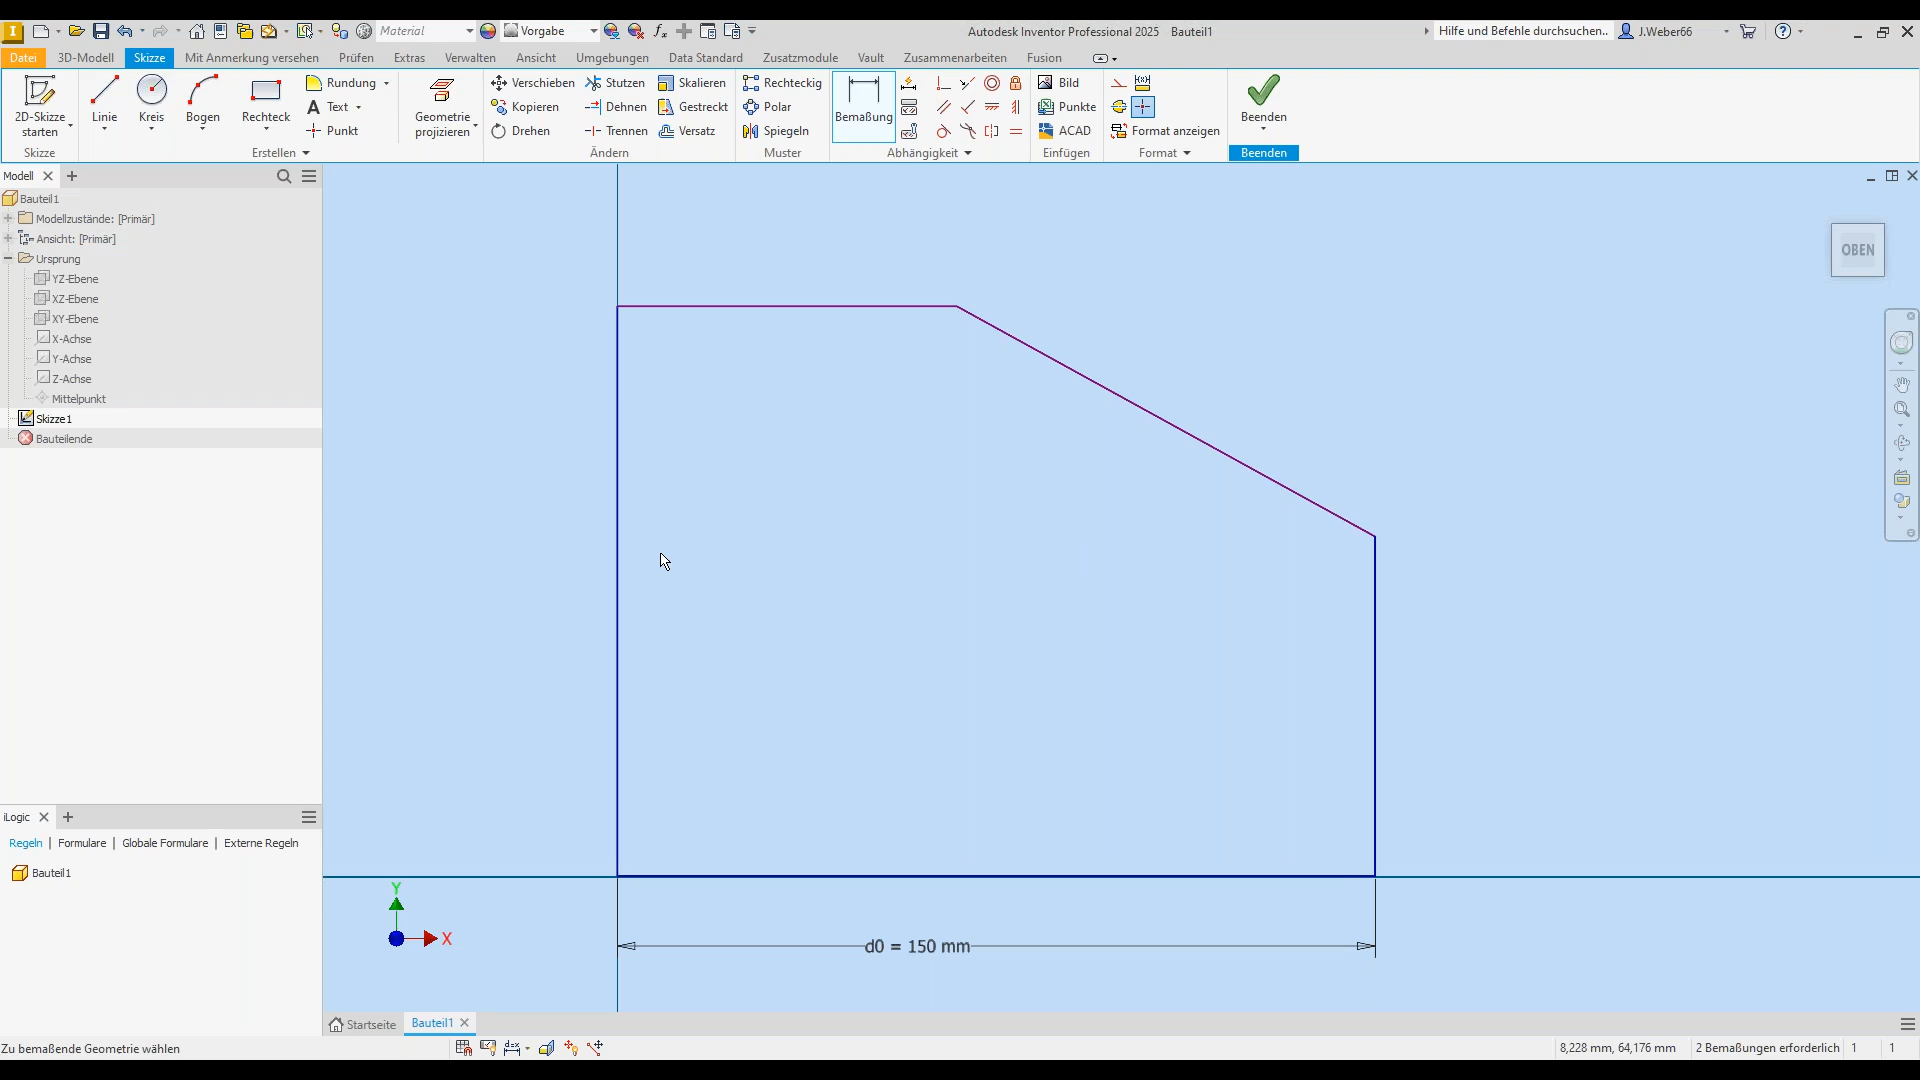 I Material Vorgabe Autodesk Inventor Professional 2025 Bauteil1 Hilfe und Befehle durchsuchen.. J.Weber66
Datei 3D-Modell Skizze Mit Anmerkung versehen Prüfen Extras Verwalten Ansicht Umgebungen Data Standard Zusatzmodule Vault Zusammenarbeiten Fusion
2D-Skizze starten
Linie
Kreis
Bogen
Rechteck
Rundung
A Text
Punkt
Geometrie projizieren
Verschieben Stutzen Skalieren
Kopieren Dehnen Gestreckt
Drehen Trennen Versatz
Rechteckig
Polar
Spiegeln
Bemaßung
Bild
Punkte
ACAD
Format anzeigen
Beenden
Skizze Erstellen Ändern Muster Abhängigkeit Einfügen Format Beenden
Modell
Bauteil1
Modellzustände: [Primär]
Ansicht: [Primär]
Ursprung
YZ-Ebene
XZ-Ebene
XY-Ebene
X-Achse
Y-Achse
Z-Achse
Mittelpunkt
Skizze1
Bauteilende
OBEN
iLogic
Regeln | Formulare | Globale Formulare | Externe Regeln
Bauteil1
Y
X
d0 = 150 mm
Startseite Bauteil1
Zu bemaßende Geometrie wählen 8,228 mm, 64,176 mm 2 Bemaßungen erforderlich 1 1